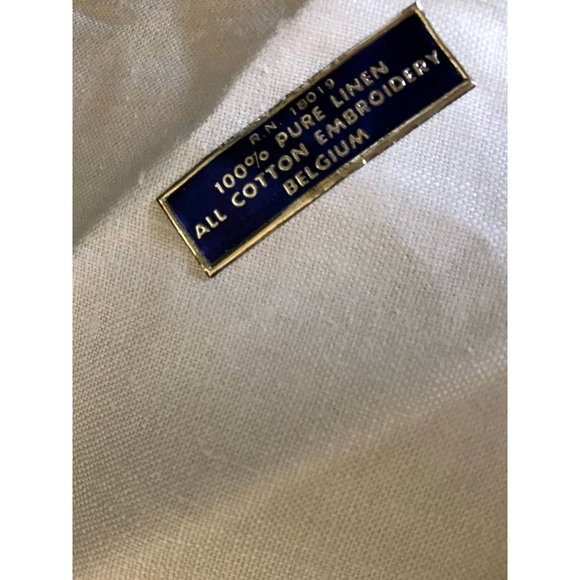 R.N. 18019
100% PURE LINEN
ALL COTTON EMBROIDERY
BELGIUM